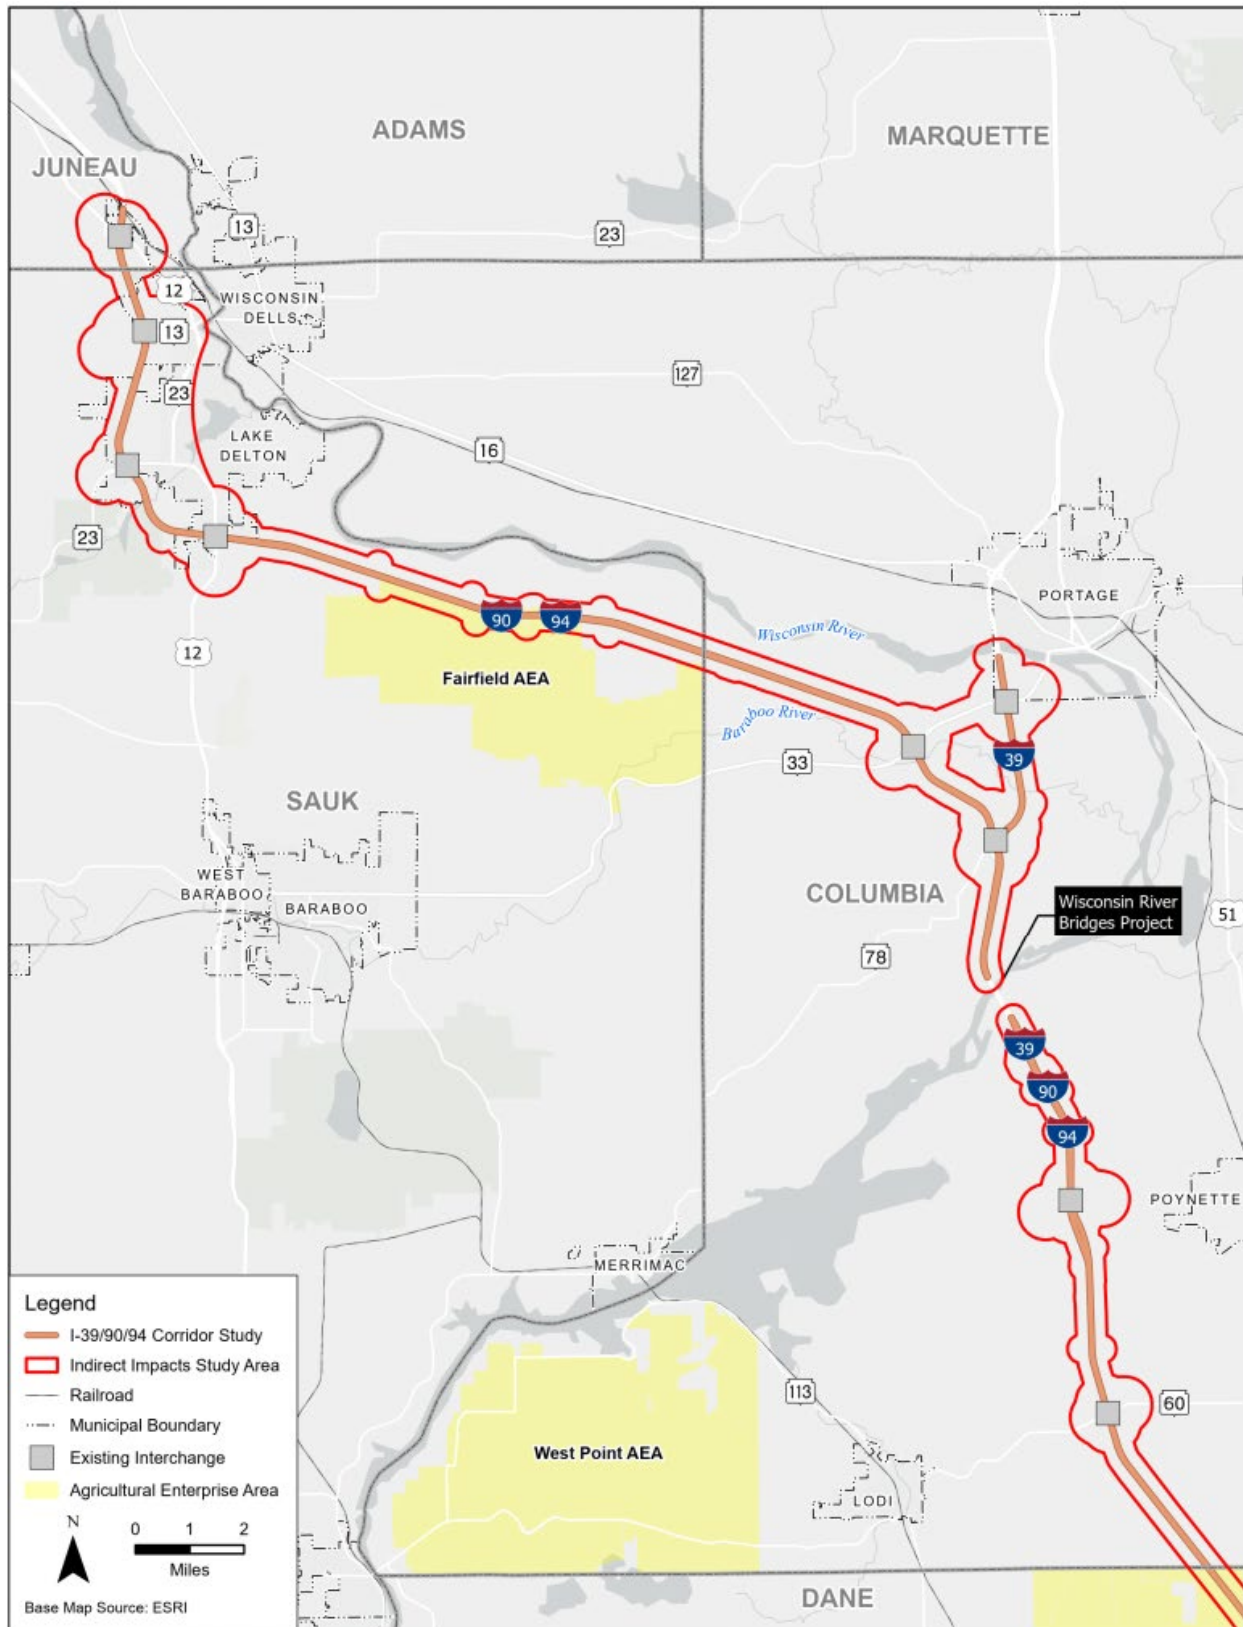 ADAMS
MARQUETTE
JUNEAU
13
23
12
WISCONSIN
DELLS
13
127
23
LAKE
DELTON
16
23
PORTAGE
90
94
Wisconsin River
12
Fairfield AEA
Baraboo River
39
33
SAUK
WEST
BARABOO
BARABOO
COLUMBIA
Wisconsin River
Bridges Project
51
78
39
90
94
POYNETTE
MERRIMAC
113
60
West Point AEA
LODI
DANE
Legend
I-39/90/94 Corridor Study
Indirect Impacts Study Area
Railroad
Municipal Boundary
Existing Interchange
Agricultural Enterprise Area
N
0 1 2
Miles
Base Map Source: ESRI